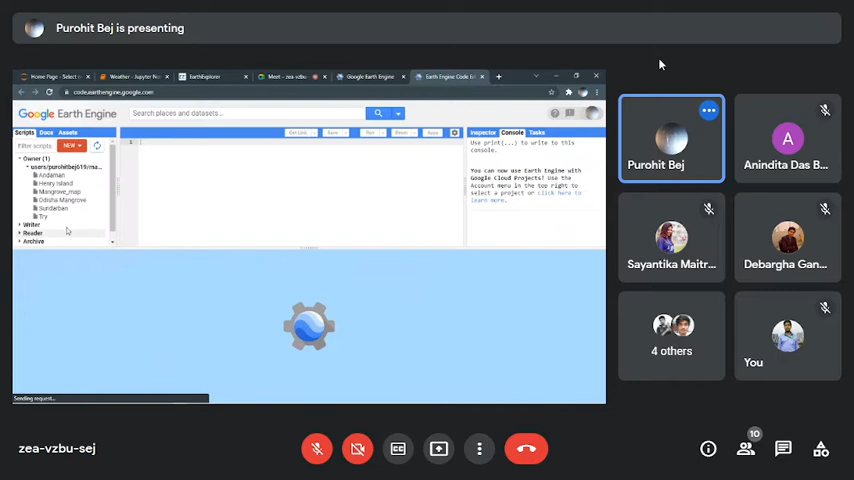 Purohit Bej is presenting
Home Page - Select o
Weather - Jupyter Not
EarthExplorer
Meet – zea-vzbu
Google Earth Engine
Earth Engine Code Ed
code.earthengine.google.com
Google Earth Engine
Search places and datasets...
Scripts Docs Assets
Get Link Save Run Reset Apps
Inspector Console Tasks
Filter scripts NEW
1
Use print(...) to write to this
console.
Owner (1)
users/purohitbej619/ma...
Andaman
Henry Island
Mangrove_map
Odisha Mangrove
Sundarban
Try
Writer
Reader
Archive
You can now use Earth Engine with
Google Cloud Projects! Use the
Account menu in the top right to
select a project or click here to
learn more.
Sending request...
Purohit Bej
A
Anindita Das B...
Sayantika Maitr...
Debargha Gan...
4 others
You
zea-vzbu-sej
10